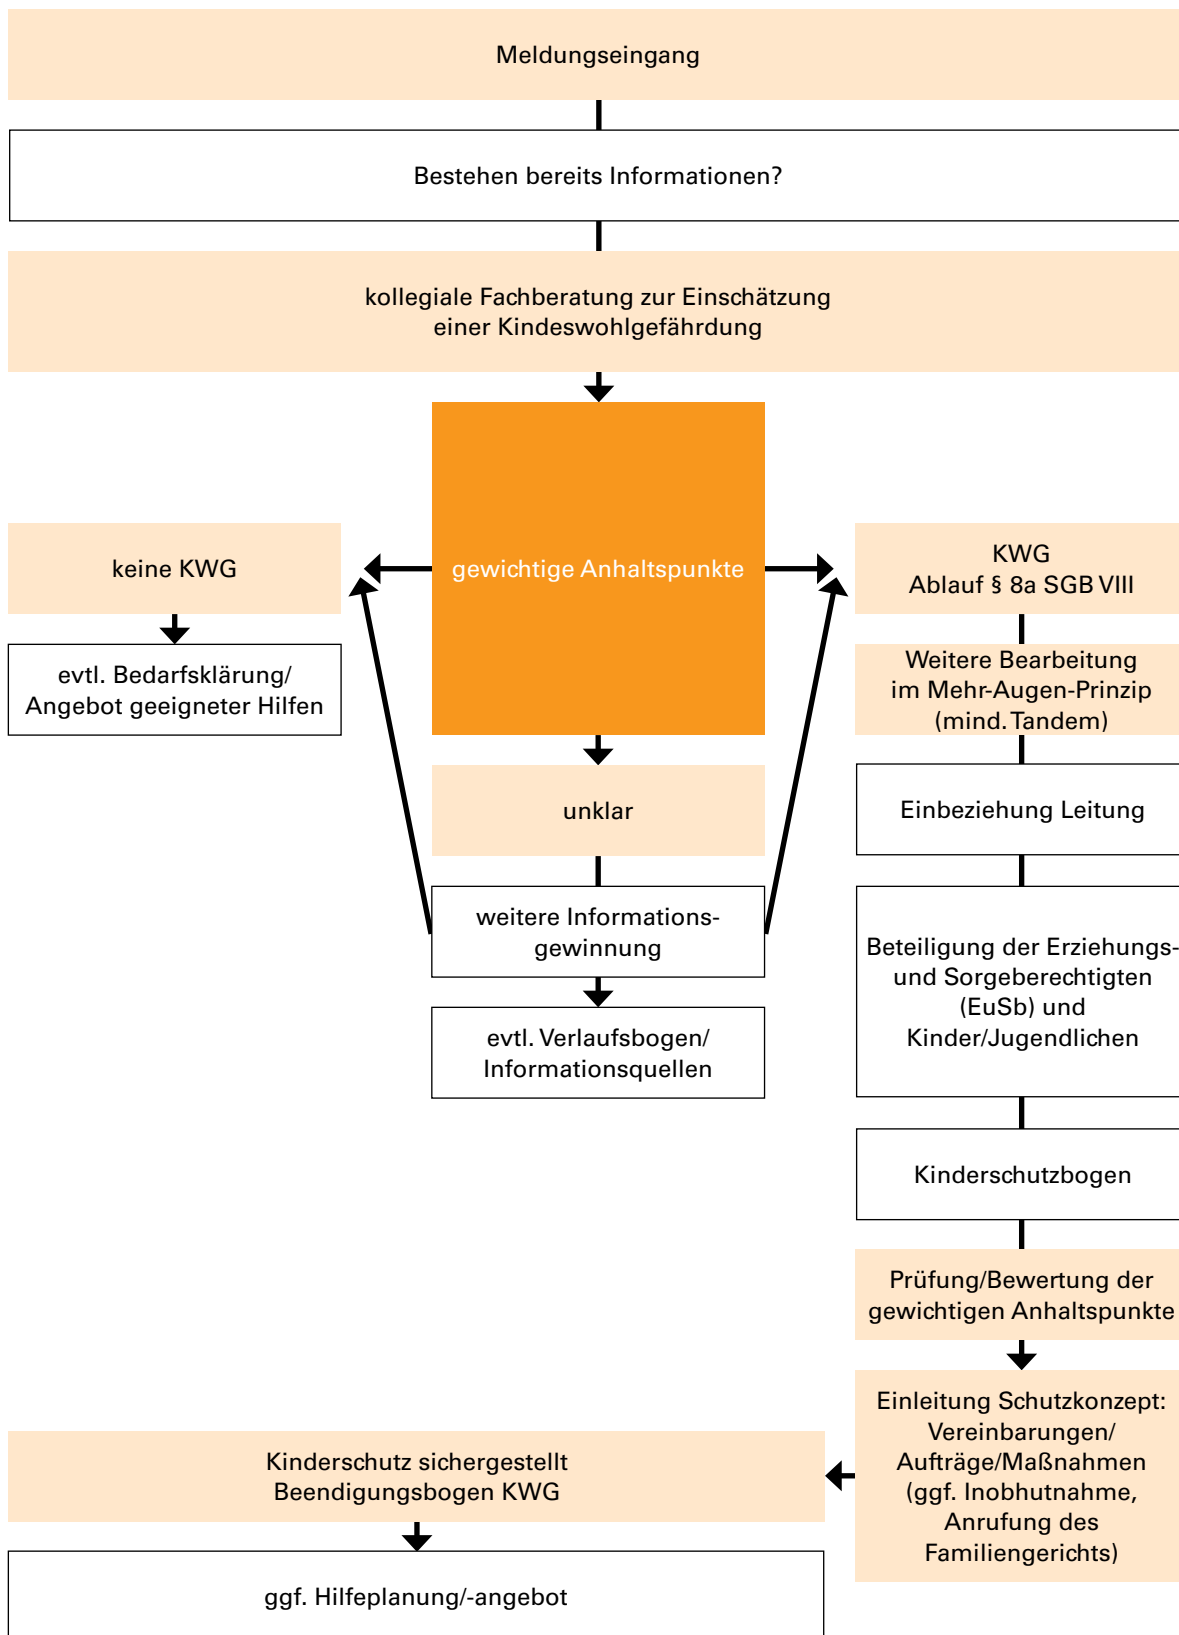 Meldungseingang
Bestehen bereits Informationen?
kollegiale Fachberatung zur Einschätzung
einer Kindeswohlgefährdung
gewichtige Anhaltspunkte
keine KWG
evtl. Bedarfsklärung/
Angebot geeigneter Hilfen
unklar
weitere Informations-
gewinnung
evtl. Verlaufsbogen/
Informationsquellen
KWG
Ablauf § 8a SGB VIII
Weitere Bearbeitung
im Mehr-Augen-Prinzip
(mind. Tandem)
Einbeziehung Leitung
Beteiligung der Erziehungs-
und Sorgeberechtigten
(EuSb) und
Kinder/Jugendlichen
Kinderschutzbogen
Prüfung/Bewertung der
gewichtigen Anhaltspunkte
Einleitung Schutzkonzept:
Vereinbarungen/
Aufträge/Maßnahmen
(ggf. Inobhutnahme,
Anrufung des
Familiengerichts)
Kinderschutz sichergestellt
Beendigungsbogen KWG
ggf. Hilfeplanung/-angebot